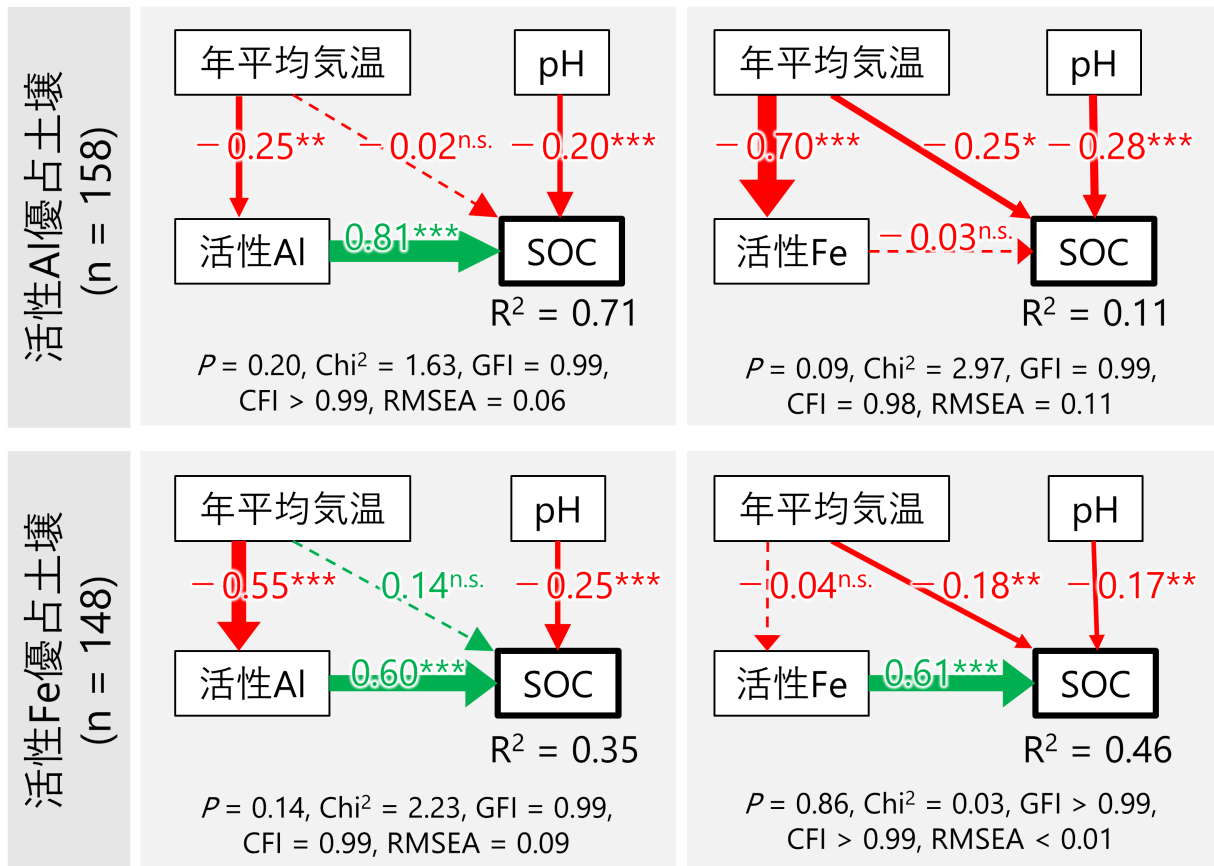 活性Al優占土壌
(n = 158)
年平均気温
pH
－0.25**
－0.02n.s.
－0.20***
活性Al
0.81***
SOC
R² = 0.71
P = 0.20, Chi² = 1.63, GFI = 0.99,
CFI > 0.99, RMSEA = 0.06
年平均気温
pH
－0.70***
－0.25*
－0.28***
活性Fe
－0.03n.s.
SOC
R² = 0.11
P = 0.09, Chi² = 2.97, GFI = 0.99,
CFI = 0.98, RMSEA = 0.11
活性Fe優占土壌
(n = 148)
年平均気温
pH
－0.55***
0.14n.s.
－0.25***
活性Al
0.60***
SOC
R² = 0.35
P = 0.14, Chi² = 2.23, GFI = 0.99,
CFI = 0.99, RMSEA = 0.09
年平均気温
pH
－0.04n.s.
－0.18**
－0.17**
活性Fe
0.61***
SOC
R² = 0.46
P = 0.86, Chi² = 0.03, GFI > 0.99,
CFI > 0.99, RMSEA < 0.01